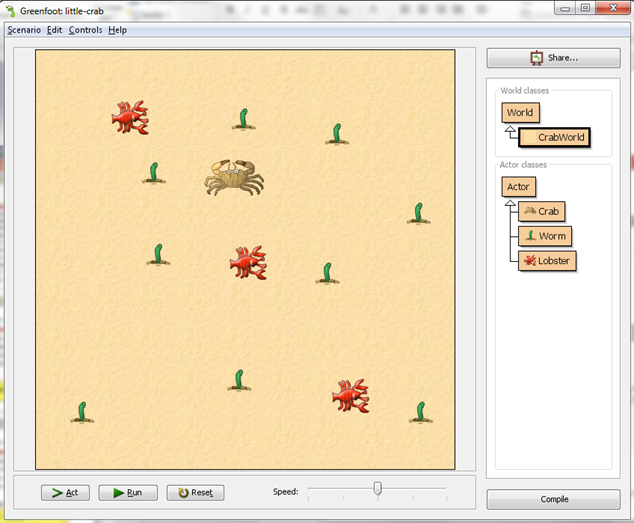 Greenfoot: little-crab
Scenario Edit Controls Help
Share...
World classes
World
CrabWorld
Actor classes
Actor
Crab
Worm
Lobster
Act Run Reset Speed:
Compile